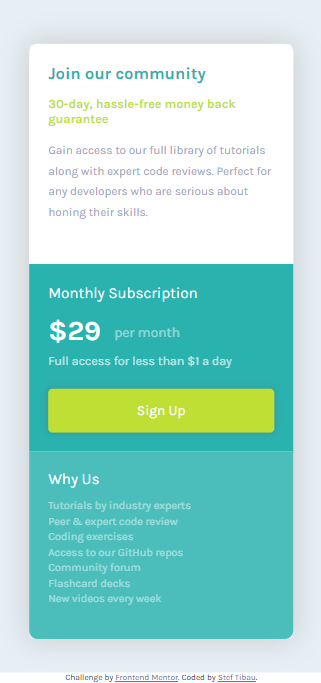 Join our community
30-day, hassle-free money back
guarantee
Gain access to our full library of tutorials
along with expert code reviews. Perfect for
any developers who are serious about
honing their skills.
Monthly Subscription
$29 per month
Full access for less than $1 a day
Sign Up
Why Us
Tutorials by industry experts
Peer & expert code review
Coding exercises
Access to our GitHub repos
Community forum
Flashcard decks
New videos every week
Challenge by Frontend Mentor. Coded by Stef Tibau.